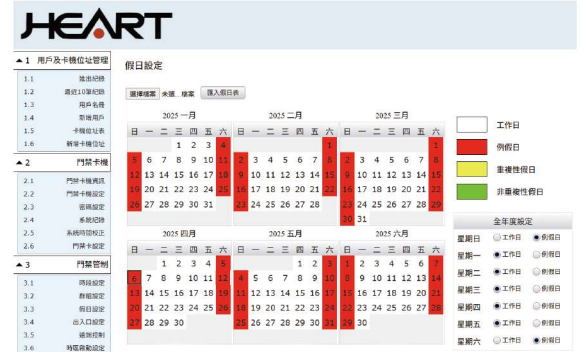 HEART
▲1 用戶及卡機位址管理
1.1 進出紀錄
1.2 最近10筆紀錄
1.3 用戶名冊
1.4 新增用戶
1.5 卡機位址表
1.6 新增卡機位址
▲2 門禁卡機
2.1 門禁卡機資訊
2.2 門禁卡機設定
2.3 密碼設定
2.4 系統紀錄
2.5 系統時間校正
2.6 門禁卡設定
▲3 門禁管制
3.1 時段設定
3.2 群組設定
3.3 假日設定
3.4 出入口設定
3.5 遠端控制
3.6 時區啟動設定
假日設定
選擇檔案 未選...檔案 匯入假日表
2025 一月
日 一 二 三 四 五 六
1 2 3 4
5 6 7 8 9 10 11
12 13 14 15 16 17 18
19 20 21 22 23 24 25
26 27 28 29 30 31
2025 二月
日 一 二 三 四 五 六
1
2 3 4 5 6 7 8
9 10 11 12 13 14 15
16 17 18 19 20 21 22
23 24 25 26 27 28
2025 三月
日 一 二 三 四 五 六
1
2 3 4 5 6 7 8
9 10 11 12 13 14 15
16 17 18 19 20 21 22
23 24 25 26 27 28 29
30 31
2025 四月
日 一 二 三 四 五 六
1 2 3 4 5
6 7 8 9 10 11 12
13 14 15 16 17 18 19
20 21 22 23 24 25 26
27 28 29 30
2025 五月
日 一 二 三 四 五 六
1 2 3
4 5 6 7 8 9 10
11 12 13 14 15 16 17
18 19 20 21 22 23 24
25 26 27 28 29 30 31
2025 六月
日 一 二 三 四 五 六
1 2 3 4 5 6 7
8 9 10 11 12 13 14
15 16 17 18 19 20 21
22 23 24 25 26 27 28
29 30
工作日
例假日
重複性假日
非重複性假日
全年度設定
星期日 工作日 例假日
星期一 工作日 例假日
星期二 工作日 例假日
星期三 工作日 例假日
星期四 工作日 例假日
星期五 工作日 例假日
星期六 工作日 例假日